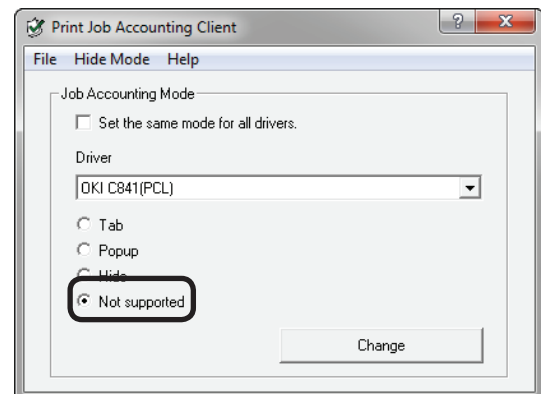 Print Job Accounting Client
File Hide Mode Help
Job Accounting Mode
Set the same mode for all drivers.
Driver
OKI C841(PCL)
Tab
Popup
Hide
Not supported
Change